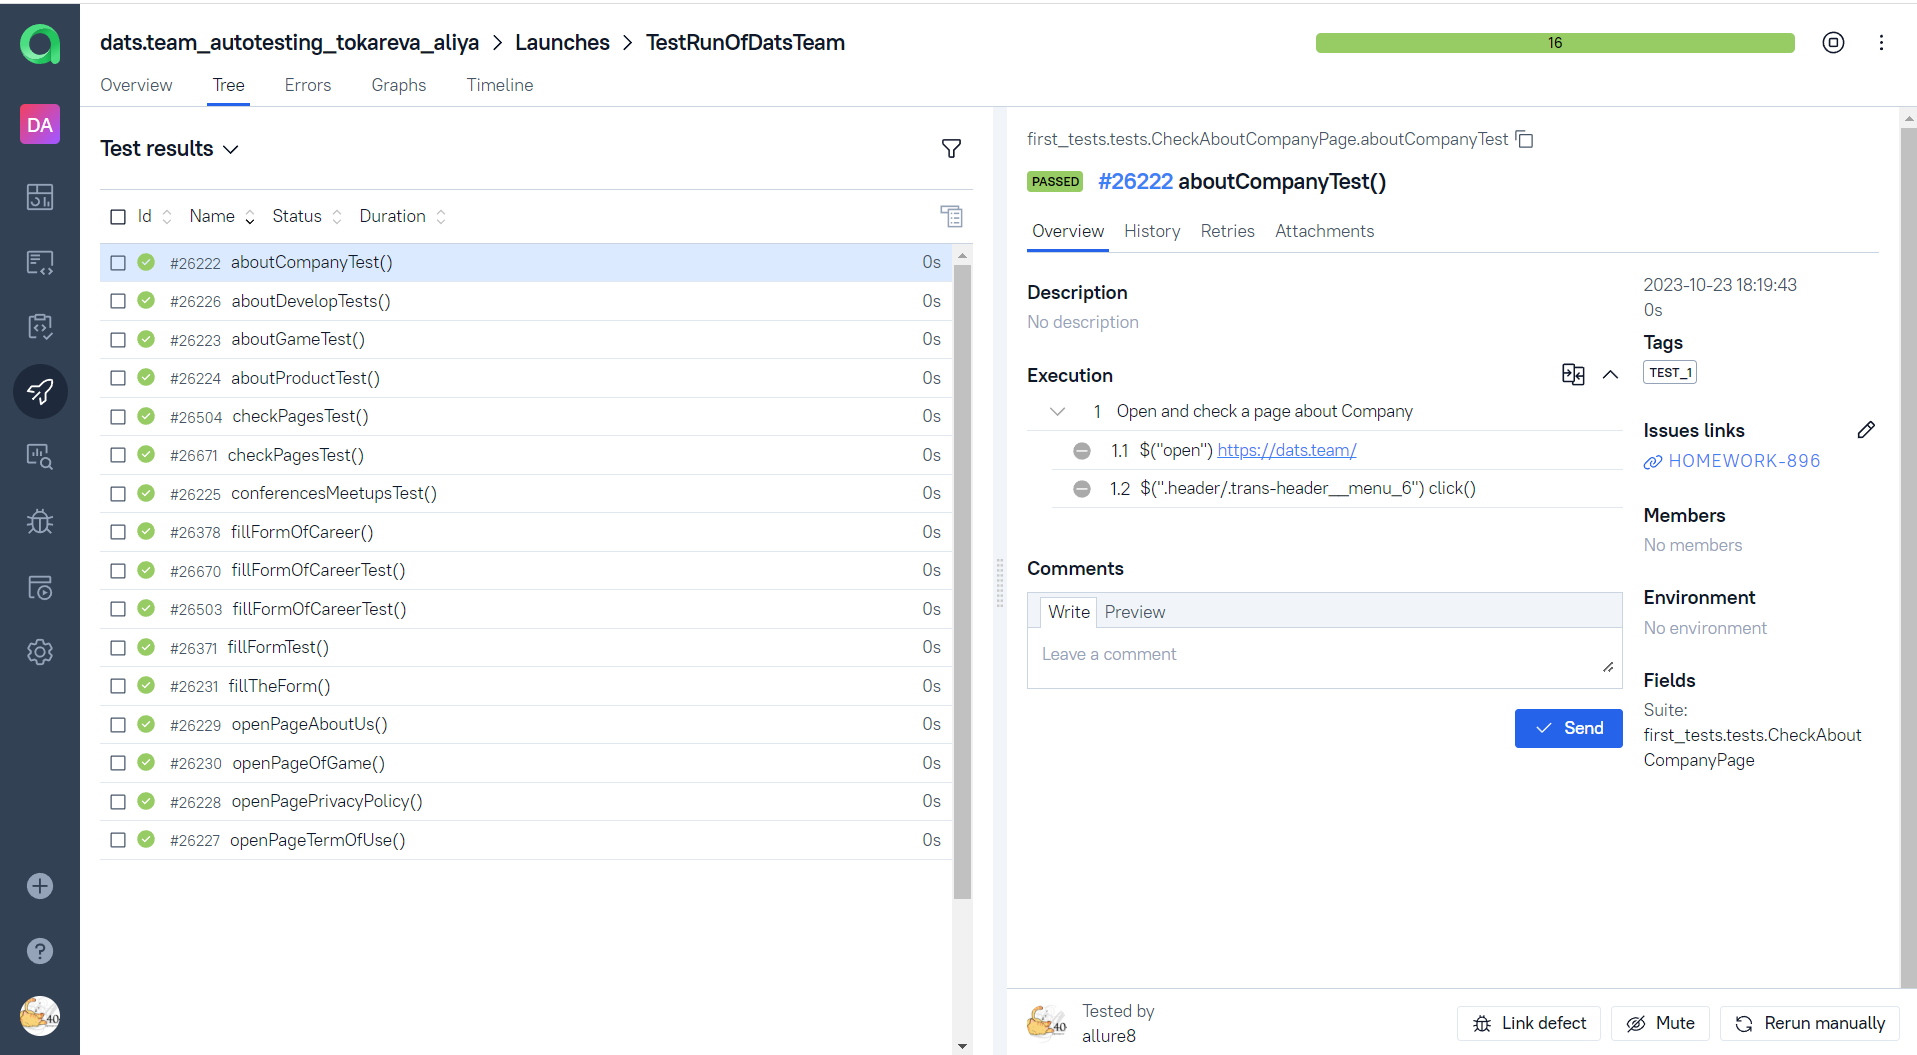 dats.team_autotesting_tokareva_aliya > Launches > TestRunOfDatsTeam
16
Overview Tree Errors Graphs Timeline
DA
Test results
Id Name Status Duration
#26222 aboutCompanyTest() 0s
#26226 aboutDevelopTests() 0s
#26223 aboutGameTest() 0s
#26224 aboutProductTest() 0s
#26504 checkPagesTest() 0s
#26671 checkPagesTest() 0s
#26225 conferencesMeetupsTest() 0s
#26378 fillFormOfCareer() 0s
#26670 fillFormOfCareerTest() 0s
#26503 fillFormOfCareerTest() 0s
#26371 fillFormTest() 0s
#26231 fillTheForm() 0s
#26229 openPageAboutUs() 0s
#26230 openPageOfGame() 0s
#26228 openPagePrivacyPolicy() 0s
#26227 openPageTermOfUse() 0s
first_tests.tests.CheckAboutCompanyPage.aboutCompanyTest
PASSED #26222 aboutCompanyTest()
Overview History Retries Attachments
Description
No description
Execution
1 Open and check a page about Company
1.1 $("open") https://dats.team/
1.2 $(".header/.trans-header__menu_6") click()
Comments
Write Preview
Leave a comment
Send
2023-10-23 18:19:43
0s
Tags
TEST_1
Issues links
HOMEWORK-896
Members
No members
Environment
No environment
Fields
Suite:
first_tests.tests.CheckAbout
CompanyPage
40
40
Tested by
allure8
Link defect Mute Rerun manually